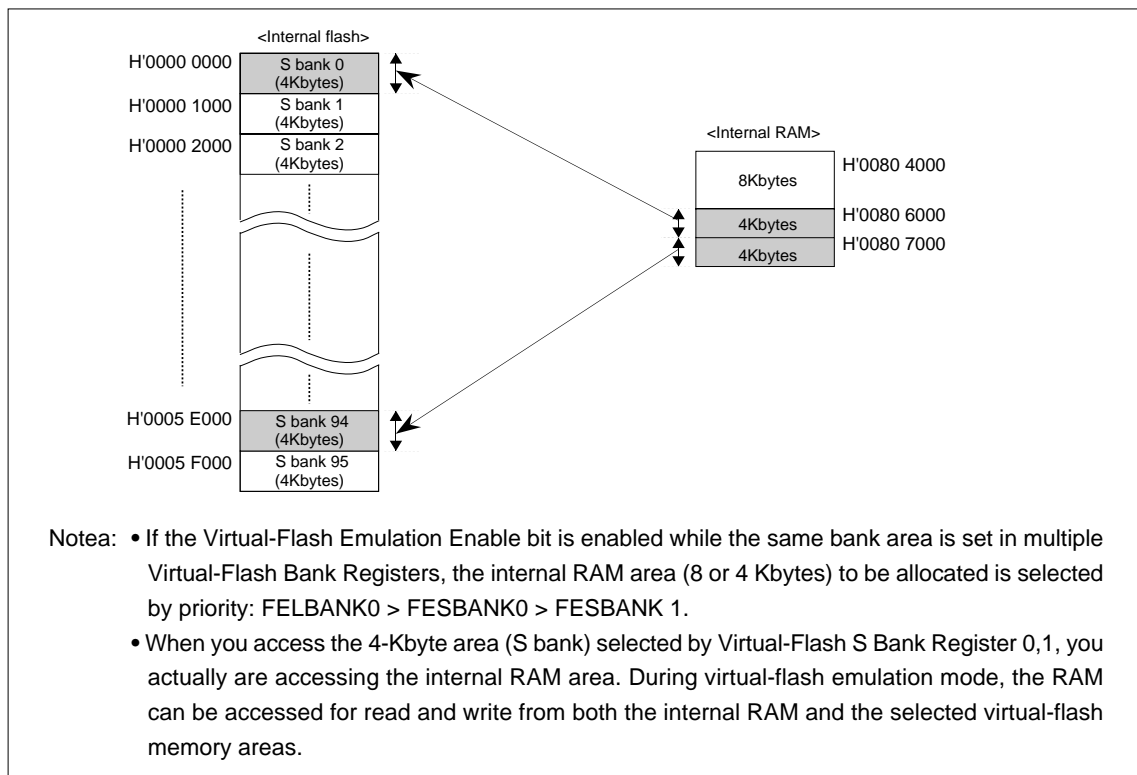 <Internal flash>
H'0000 0000
S bank 0
(4Kbytes)
H'0000 1000
S bank 1
(4Kbytes)
H'0000 2000
S bank 2
(4Kbytes)
<Internal RAM>
8Kbytes
H'0080 4000
4Kbytes
H'0080 6000
4Kbytes
H'0080 7000
H'0005 E000
S bank 94
(4Kbytes)
H'0005 F000
S bank 95
(4Kbytes)
Notea: • If the Virtual-Flash Emulation Enable bit is enabled while the same bank area is set in multiple
Virtual-Flash Bank Registers, the internal RAM area (8 or 4 Kbytes) to be allocated is selected
by priority: FELBANK0 > FESBANK0 > FESBANK 1.
• When you access the 4-Kbyte area (S bank) selected by Virtual-Flash S Bank Register 0,1, you
actually are accessing the internal RAM area. During virtual-flash emulation mode, the RAM
can be accessed for read and write from both the internal RAM and the selected virtual-flash
memory areas.